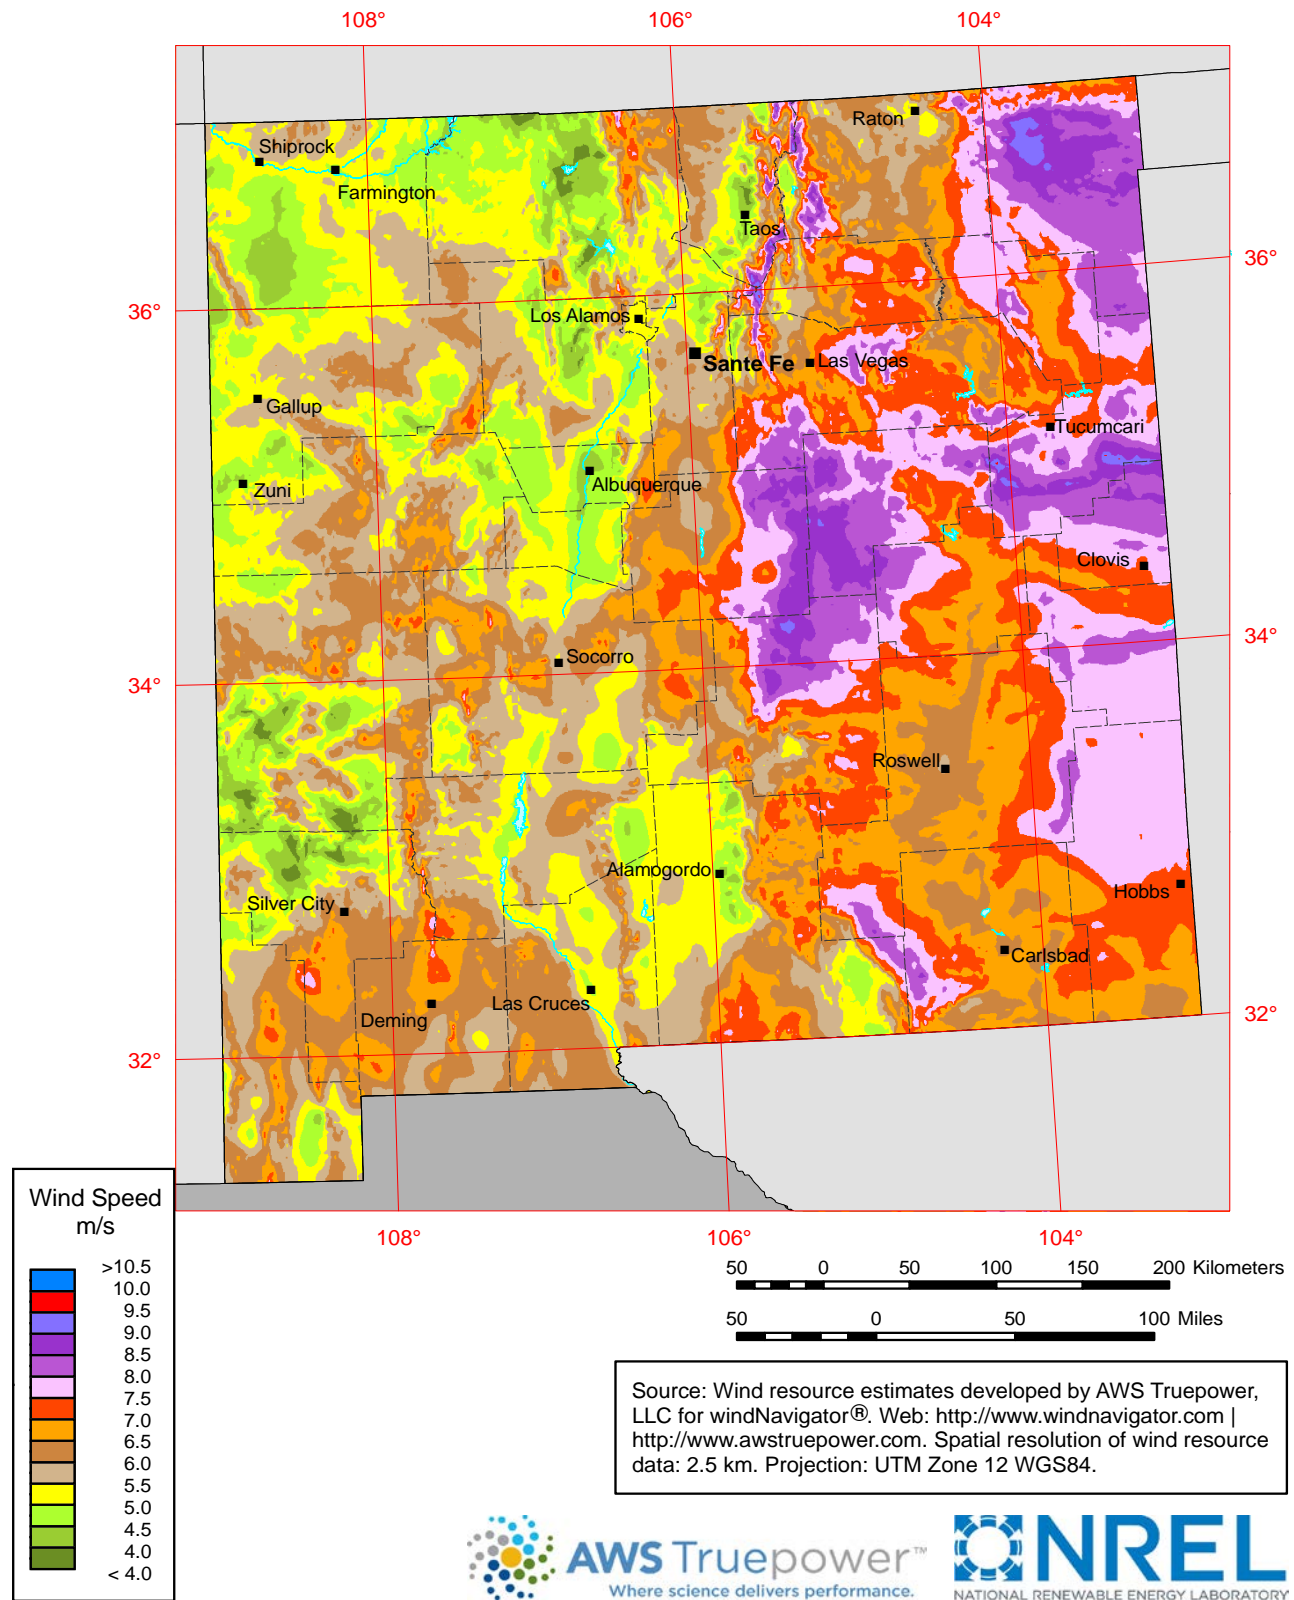 108°
106°
104°
Raton
Shiprock
Farmington
Taos
36°
36°
Los Alamos
Sante Fe
Las Vegas
Gallup
Tucumcari
Zuni
Albuquerque
Clovis
34°
Socorro
34°
Roswell
Alamogordo
Hobbs
Silver City
Carlsbad
Las Cruces
Deming
32°
32°
108°
106°
104°
Wind Speed
m/s
>10.5
10.0
9.5
9.0
8.5
8.0
7.5
7.0
6.5
6.0
5.5
5.0
4.5
4.0
< 4.0
50 0 50 100 150 200 Kilometers
50 0 50 100 Miles
Source: Wind resource estimates developed by AWS Truepower,
LLC for windNavigator®. Web: http://www.windnavigator.com |
http://www.awstruepower.com. Spatial resolution of wind resource
data: 2.5 km. Projection: UTM Zone 12 WGS84.
AWS Truepower™
Where science delivers performance.
NREL
NATIONAL RENEWABLE ENERGY LABORATORY